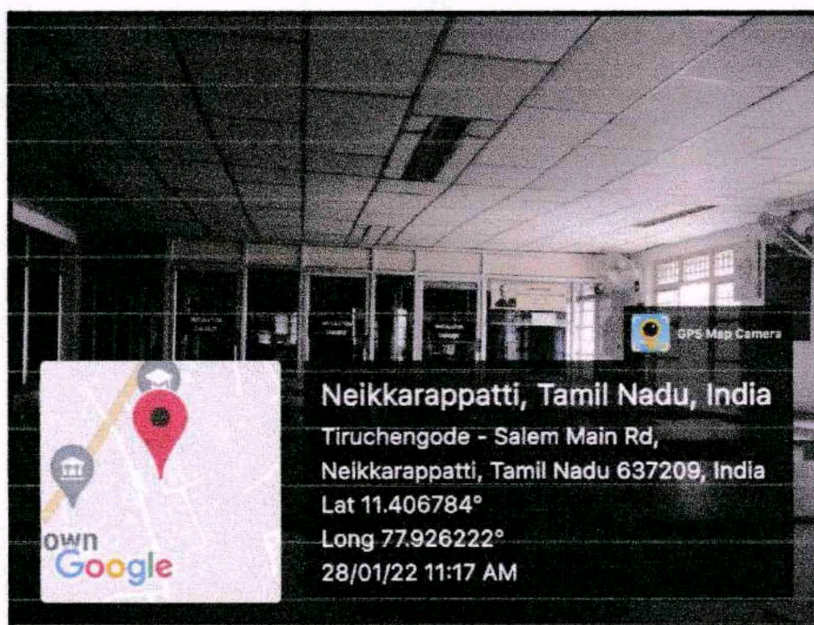 GPS Map Camera
Neikkarappatti, Tamil Nadu, India
Tiruchengode - Salem Main Rd,
Neikkarappatti, Tamil Nadu 637209, India
Lat 11.406784°
Long 77.926222°
28/01/22 11:17 AM
own
Google